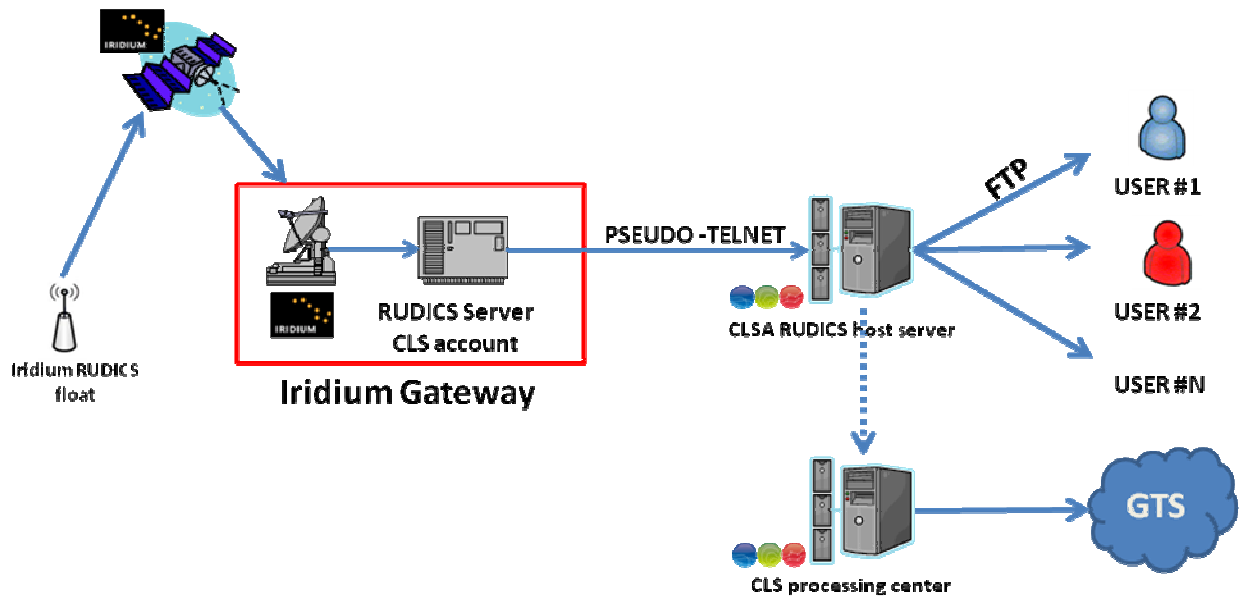 IRIDIUM
FTP
USER #1
PSEUDO -TELNET
RUDICS Server
CLS account
IRIDIUM
CLSA RUDICS host server
USER #2
Iridium RUDICS
float
Iridium Gateway
USER #N
GTS
CLS processing center